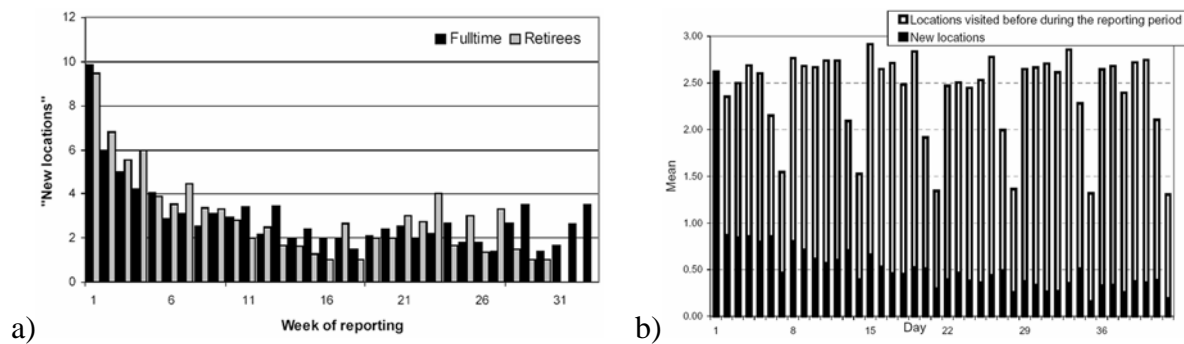 12
10
8
6
4
2
0
"New locations"
Fulltime Retirees
1 6 11 16 21 26 31
Week of reporting
a)
Locations visited before during the reporting period
New locations
3.00
2.50
2.00
1.50
1.00
0.50
0.00
Mean
1 8 15 22 29 36
Day
b)